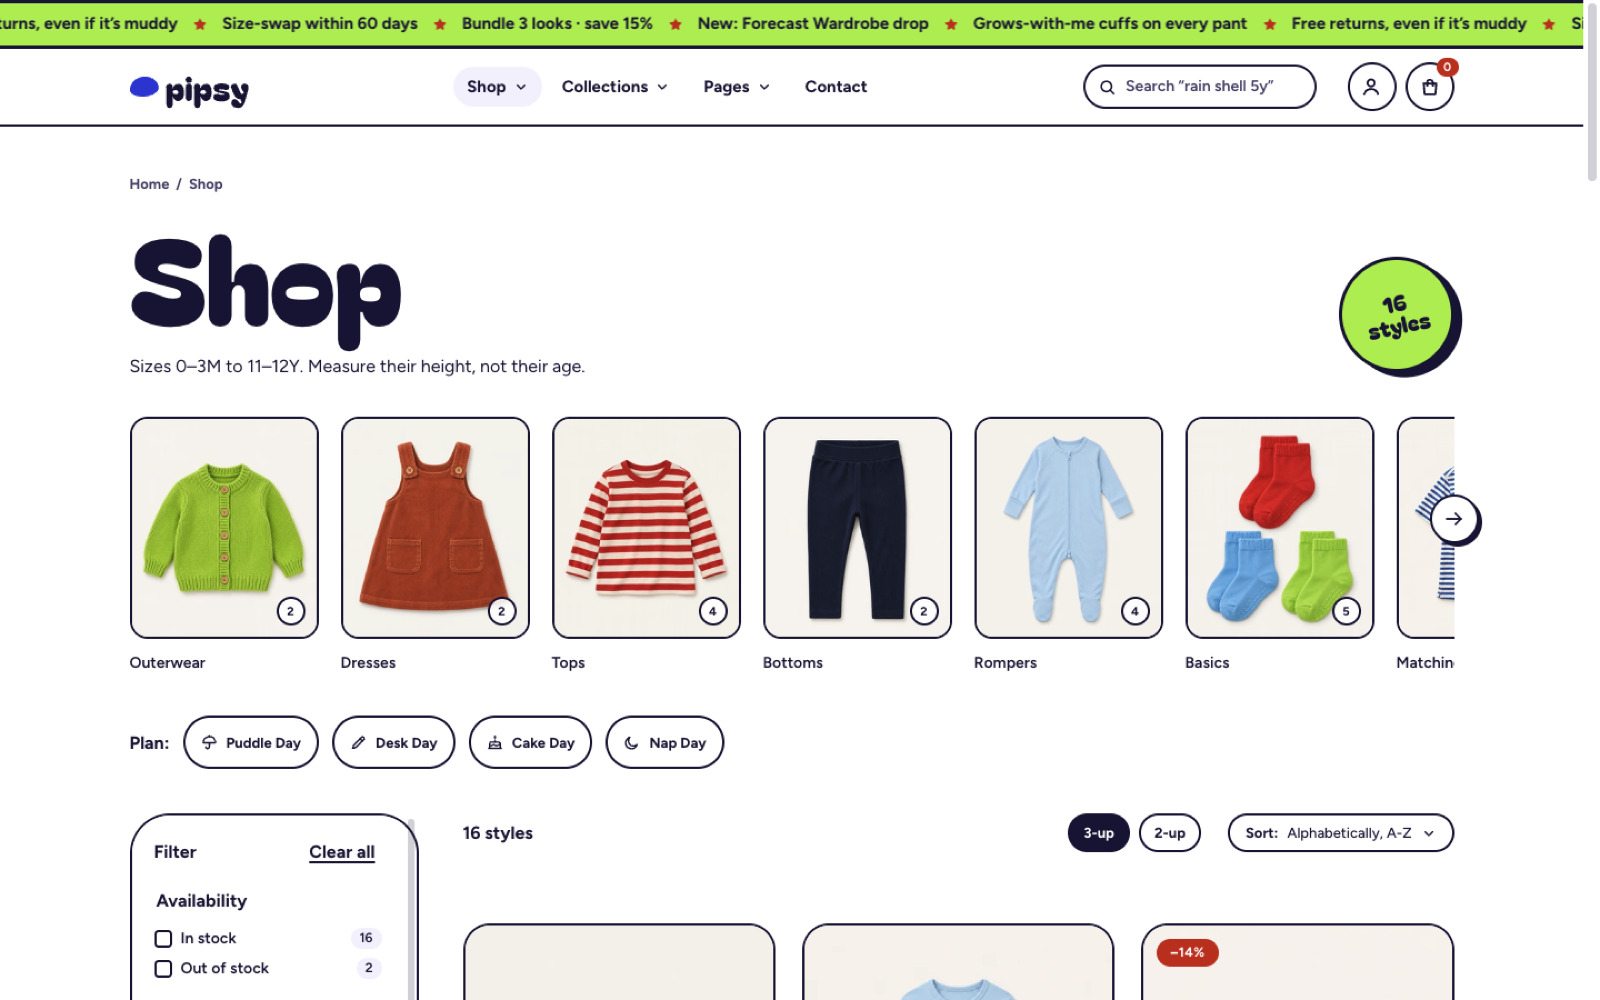 urns, even if it's muddy ★ Size-swap within 60 days ★ Bundle 3 looks · save 15% ★ New: Forecast Wardrobe drop ★ Grows-with-me cuffs on every pant ★ Free returns, even if it's muddy ★ Si
pipsy
Shop Collections Pages Contact
Search “rain shell 5y”
0
Home / Shop
Shop
Sizes 0–3M to 11–12Y. Measure their height, not their age.
16
styles
2
2
4
2
4
5
Outerwear
Dresses
Tops
Bottoms
Rompers
Basics
Matchin
Plan: Puddle Day Desk Day Cake Day Nap Day
Filter Clear all
Availability
In stock 16
Out of stock 2
16 styles
3-up 2-up
Sort: Alphabetically, A-Z
–14%